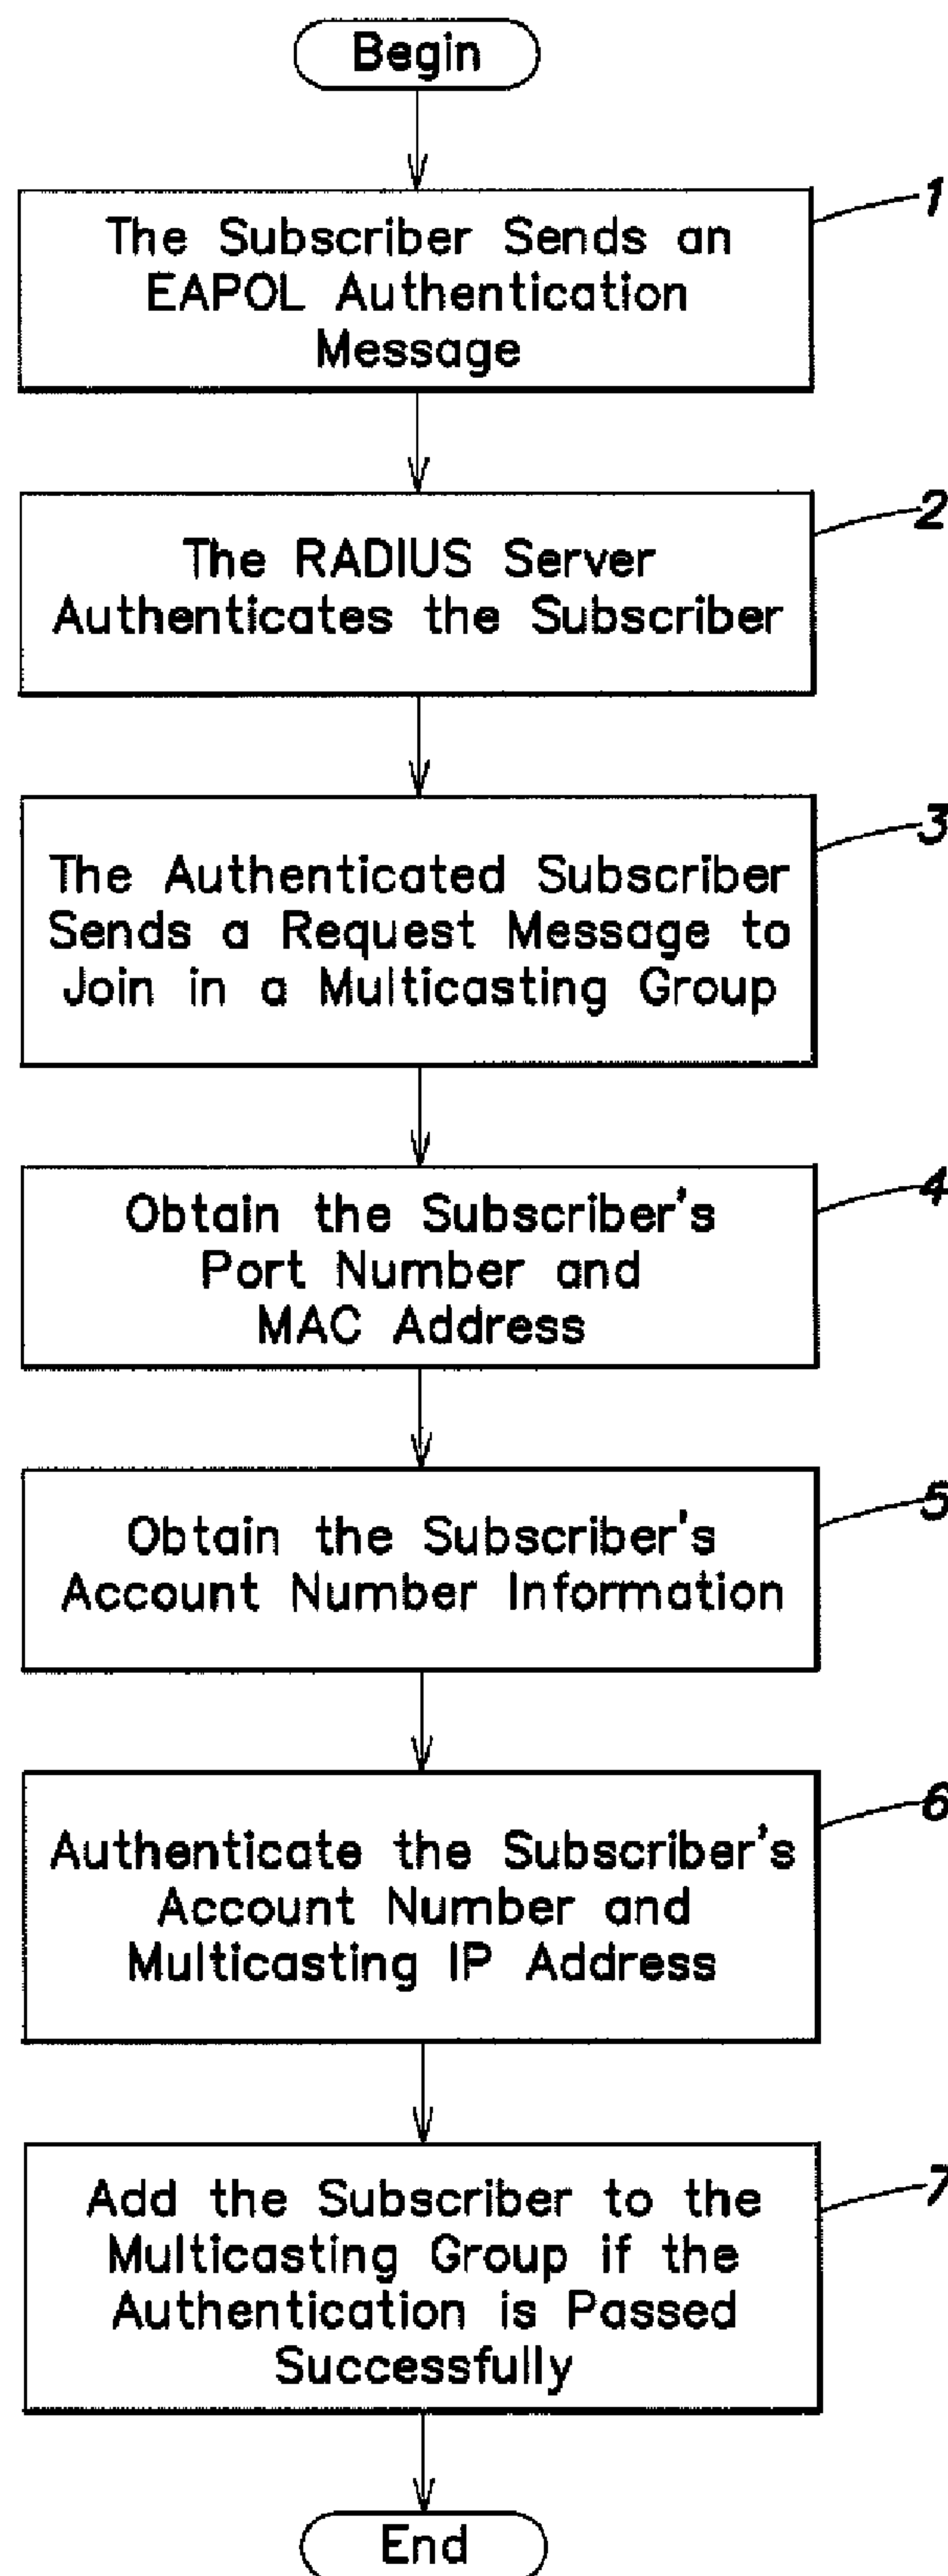 Begin
1
The Subscriber Sends an
EAPOL Authentication
Message
2
The RADIUS Server
Authenticates the Subscriber
3
The Authenticated Subscriber
Sends a Request Message to
Join in a Multicasting Group
4
Obtain the Subscriber's
Port Number and
MAC Address
5
Obtain the Subscriber's
Account Number Information
6
Authenticate the Subscriber's
Account Number and
Multicasting IP Address
7
Add the Subscriber to the
Multicasting Group if the
Authentication is Passed
Successfully
End